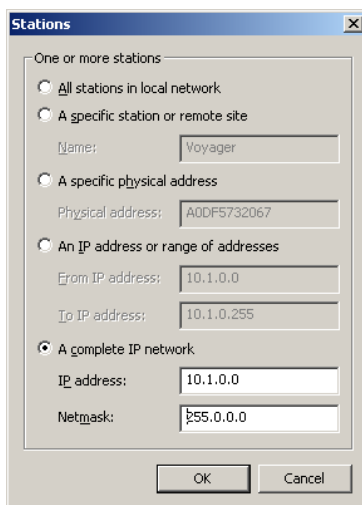 Stations
One or more stations
All stations in local network
A specific station or remote site
Name: Voyager
A specific physical address
Physical address: A0DF5732067
An IP address or range of addresses
From IP address: 10.1.0.0
To IP address: 10.1.0.255
A complete IP network
IP address: 10.1.0.0
Netmask: 255.0.0.0
OK Cancel